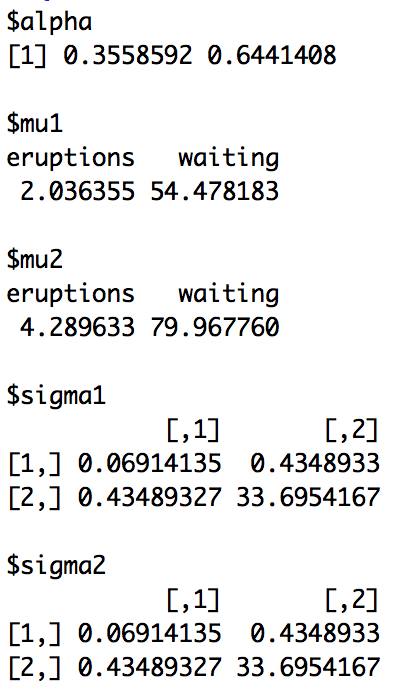 $alpha
[1] 0.3558592 0.6441408
$mu1
eruptions   waiting
 2.036355 54.478183
$mu2
eruptions   waiting
 4.289633 79.967760
$sigma1
           [,1]       [,2]
[1,] 0.06914135  0.4348933
[2,] 0.43489327 33.6954167
$sigma2
           [,1]       [,2]
[1,] 0.06914135  0.4348933
[2,] 0.43489327 33.6954167